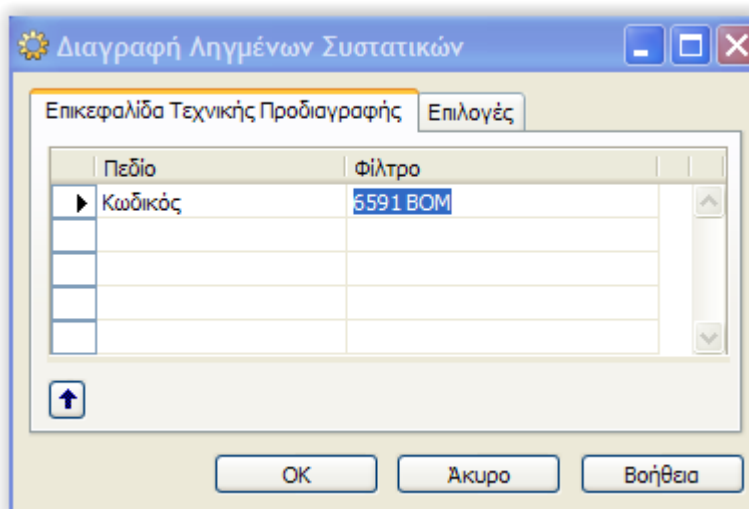 Διαγραφή Ληγμένων Συστατικών
Επικεφαλίδα Τεχνικής Προδιαγραφής Επιλογές
Πεδίο Φίλτρο
Κωδικός 6591 BOM
OK Άκυρο Βοήθεια